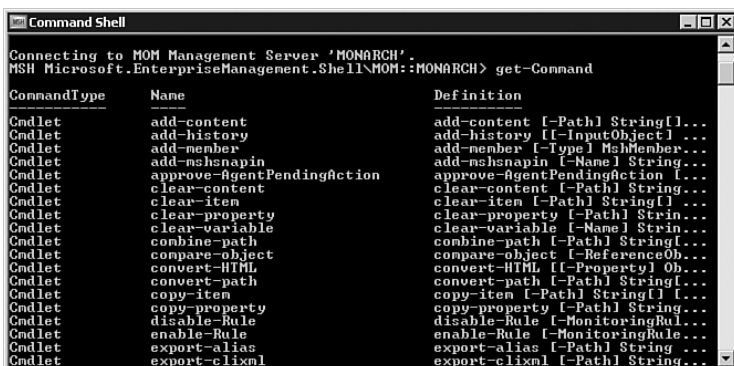 Command Shell
Connecting to MOM Management Server 'MONARCH'.
MSH Microsoft.EnterpriseManagement.Shell\MOM::MONARCH> get-Command
CommandType Name Definition
----------- ---- ----------
Cmdlet add-content add-content [-Path] String[]...
Cmdlet add-history add-history [[-InputObject] ...
Cmdlet add-member add-member [-Type] MshMember...
Cmdlet add-mshsnapin add-mshsnapin [-Name] String...
Cmdlet approve-AgentPendingAction approve-AgentPendingAction [...
Cmdlet clear-content clear-content [-Path] String...
Cmdlet clear-item clear-item [-Path] String[] ...
Cmdlet clear-property clear-property [-Path] Strin...
Cmdlet clear-variable clear-variable [-Name] Strin...
Cmdlet combine-path combine-path [-Path] String[...
Cmdlet compare-object compare-object [-ReferenceOb...
Cmdlet convert-HTML convert-HTML [[-Property] Ob...
Cmdlet convert-path convert-path [-Path] String[...
Cmdlet copy-item copy-item [-Path] String[] [...
Cmdlet copy-property copy-property [-Path] String...
Cmdlet disable-Rule disable-Rule [-MonitoringRul...
Cmdlet enable-Rule enable-Rule [-MonitoringRule...
Cmdlet export-alias export-alias [-Path] String ...
Cmdlet export-clixml export-clixml [-Path] String...